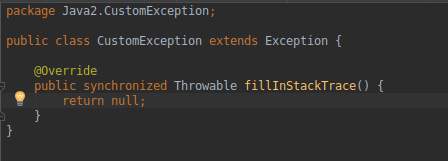 package Java2.CustomException;
public class CustomException extends Exception {
@Override
public synchronized Throwable fillInStackTrace() {
return null;
}
}